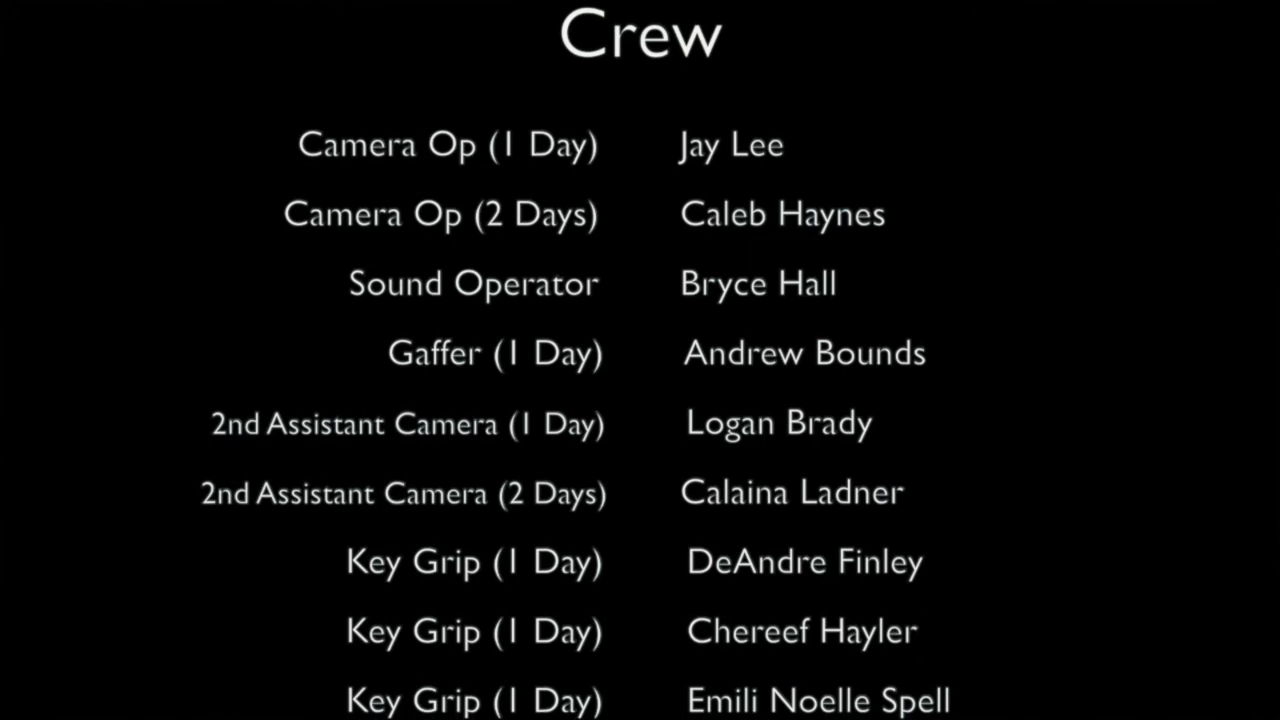 Crew
Camera Op (1 Day) Jay Lee
Camera Op (2 Days) Caleb Haynes
Sound Operator Bryce Hall
Gaffer (1 Day) Andrew Bounds
2nd Assistant Camera (1 Day) Logan Brady
2nd Assistant Camera (2 Days) Calaina Ladner
Key Grip (1 Day) DeAndre Finley
Key Grip (1 Day) Chereef Hayler
Key Grip (1 Day) Emili Noelle Spell